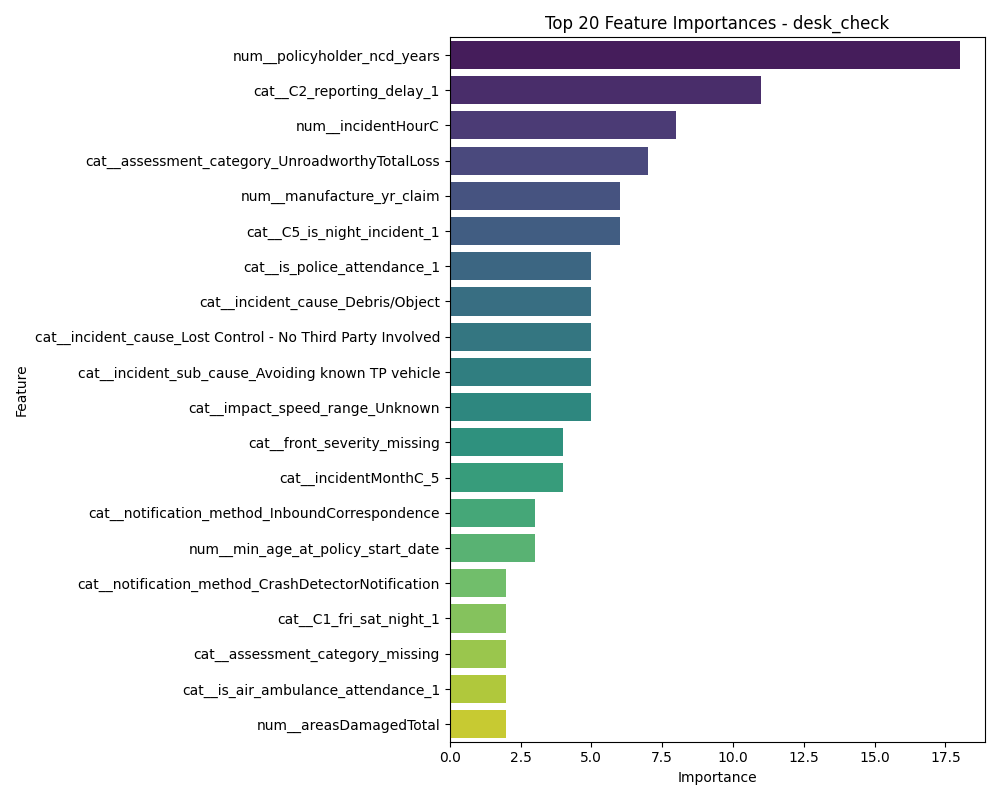 Top 20 Feature Importances - desk_check
num__policyholder_ncd_years
cat__C2_reporting_delay_1
num__incidentHourC
cat__assessment_category_UnroadworthyTotalLoss
num__manufacture_yr_claim
cat__C5_is_night_incident_1
cat__is_police_attendance_1
cat__incident_cause_Debris/Object
cat__incident_cause_Lost Control - No Third Party Involved
cat__incident_sub_cause_Avoiding known TP vehicle
cat__impact_speed_range_Unknown
cat__front_severity_missing
cat__incidentMonthC_5
cat__notification_method_InboundCorrespondence
num__min_age_at_policy_start_date
cat__notification_method_CrashDetectorNotification
cat__C1_fri_sat_night_1
cat__assessment_category_missing
cat__is_air_ambulance_attendance_1
num__areasDamagedTotal
Feature
0.0 2.5 5.0 7.5 10.0 12.5 15.0 17.5
Importance